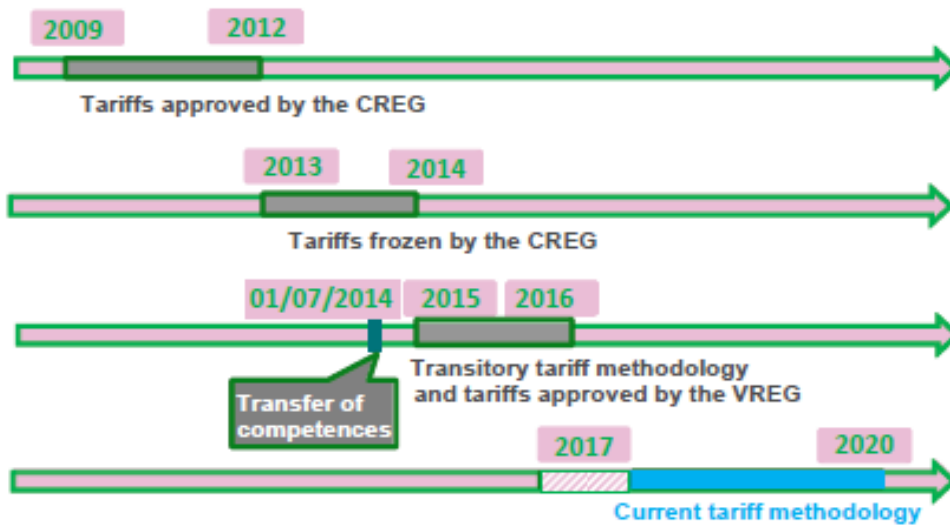 2009 2012
Tariffs approved by the CREG
2013 2014
Tariffs frozen by the CREG
01/07/2014 2015 2016
Transitory tariff methodology
and tariffs approved by the VREG
Transfer of
competences
2017 2020
Current tariff methodology